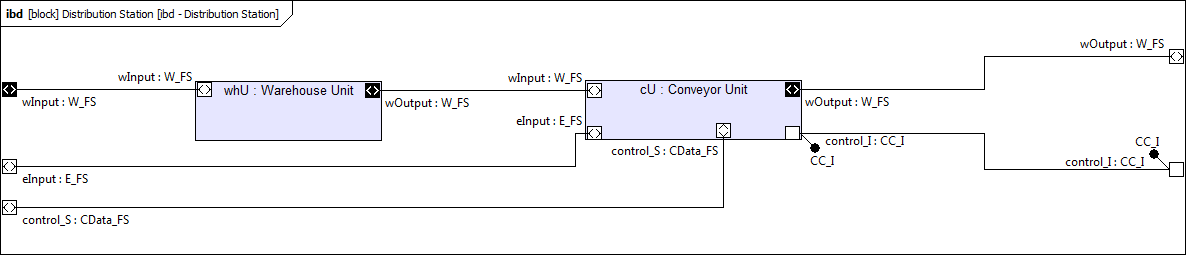 ibd [block] Distribution Station [ibd - Distribution Station]
wOutput : W_FS
wInput : W_FS
wInput : W_FS
whU : Warehouse Unit
cU : Conveyor Unit
wInput : W_FS
wOutput : W_FS
wOutput : W_FS
eInput : E_FS
control_I : CC_I
CC_I
control_S : CData_FS
CC_I
control_I : CC_I
eInput : E_FS
control_S : CData_FS